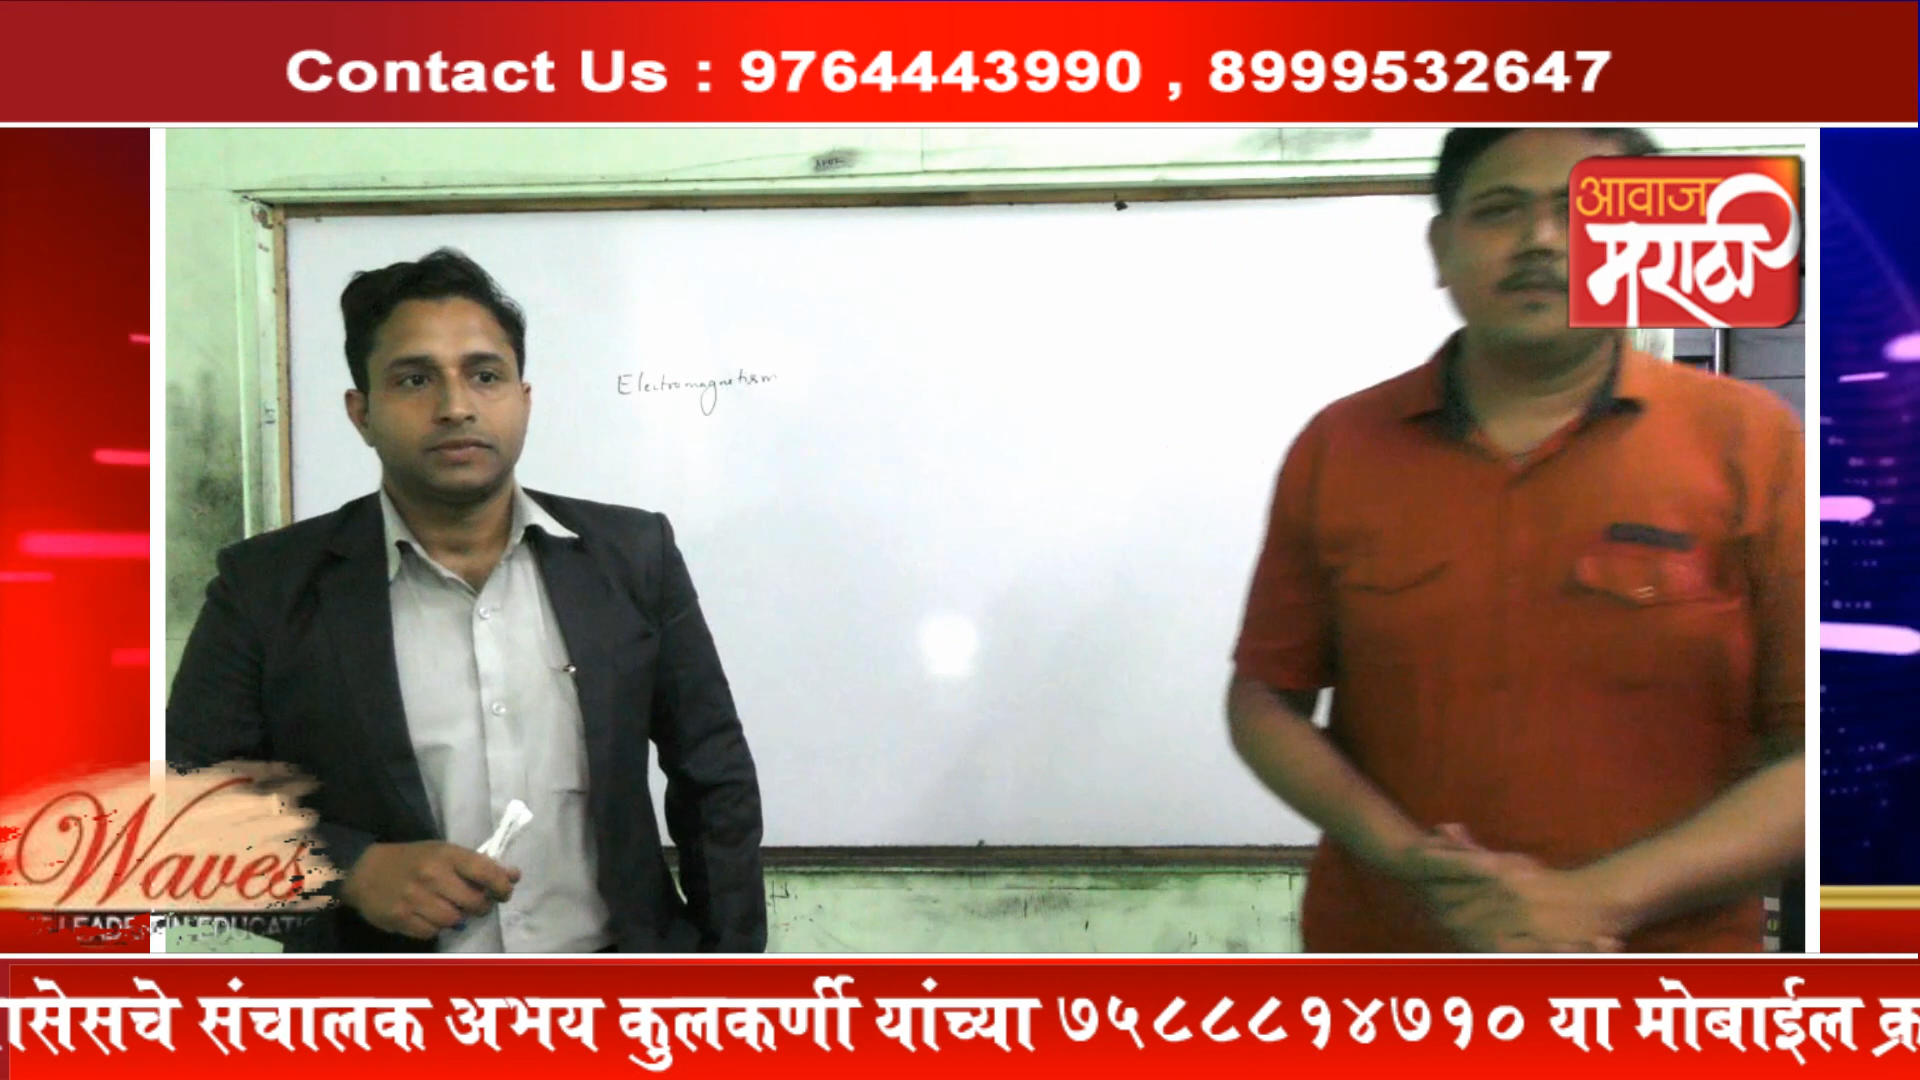 Contact Us : 9764443990 , 8999532647
आवाज
मराठी
Electromagnetism
Waves
सेसचे संचालक अभय कुलकर्णी यांच्या ७५८८८१४७१० या मोबाईल